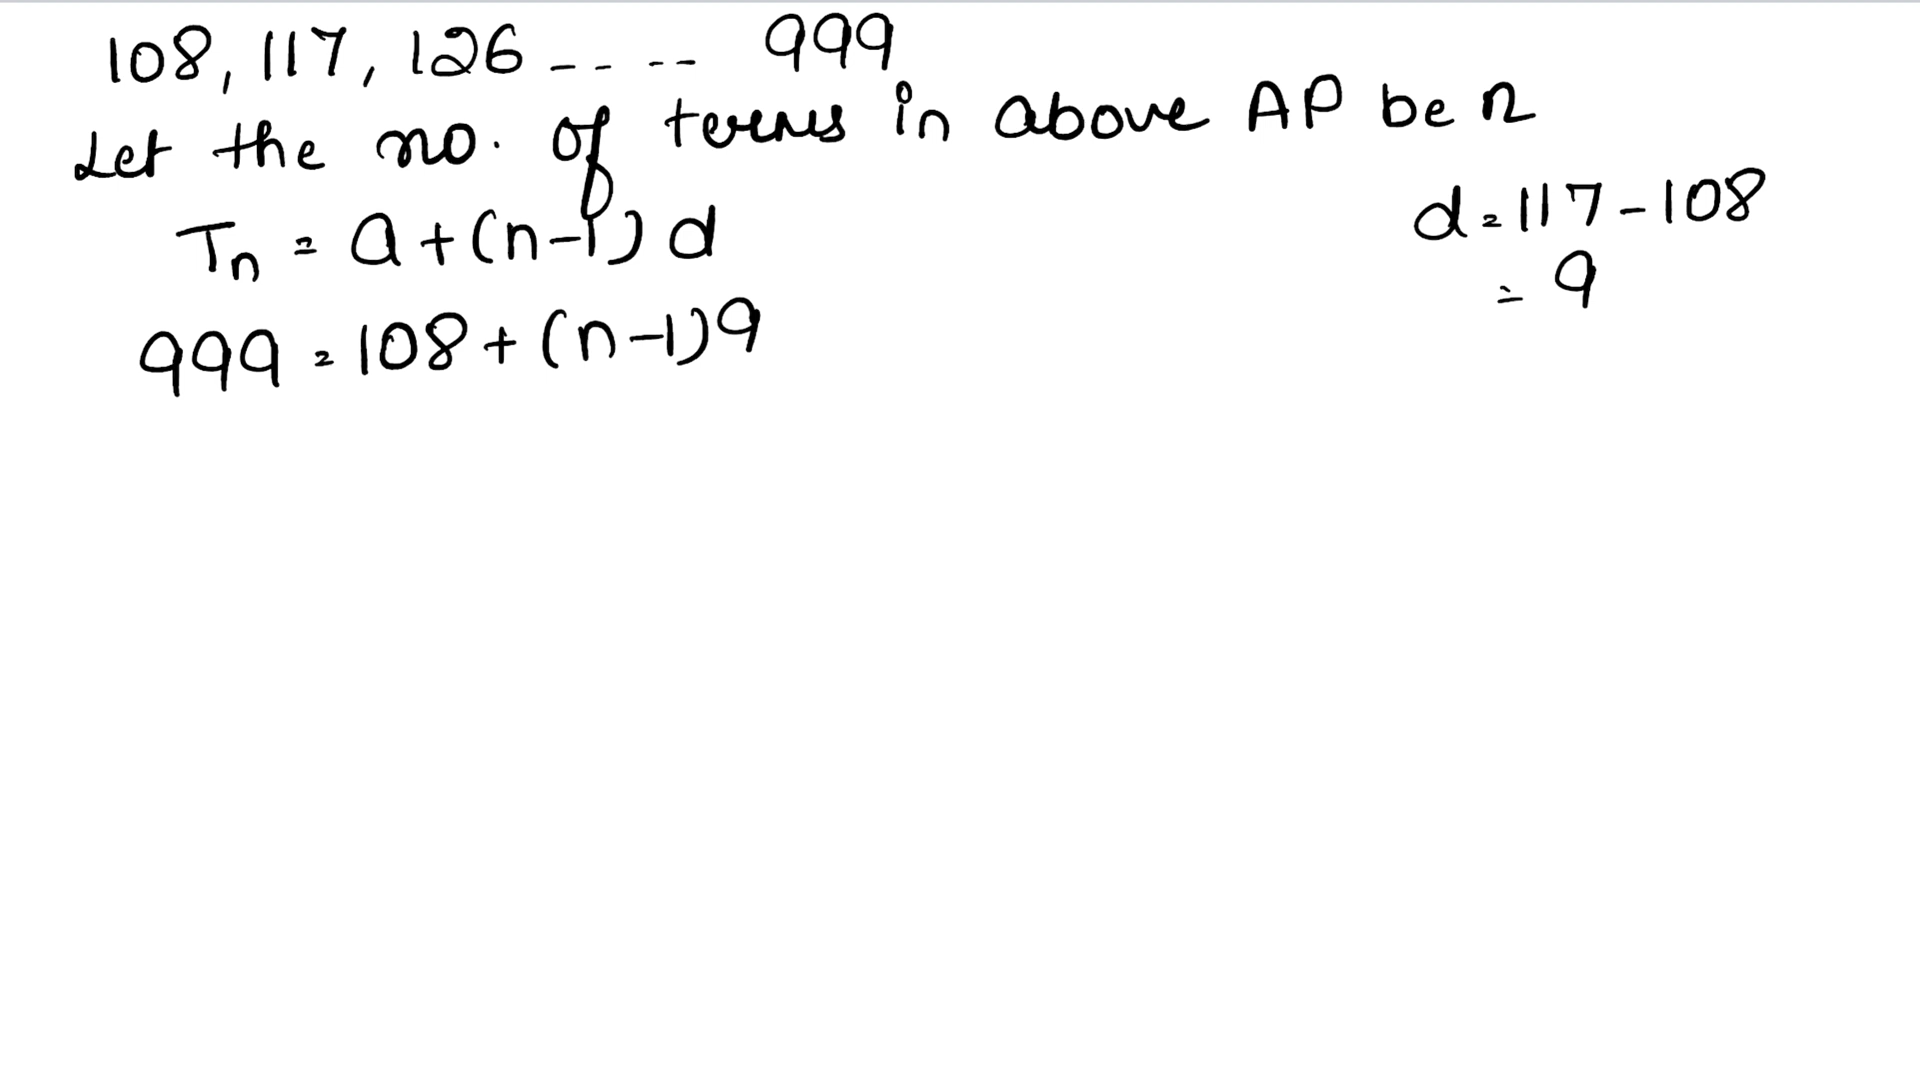 108, 117, 126 - - - - 999
Let the no. of terms in above AP be n
Tn = a + (n-1) d
d = 117 - 108
= 9
999 = 108 + (n-1)9